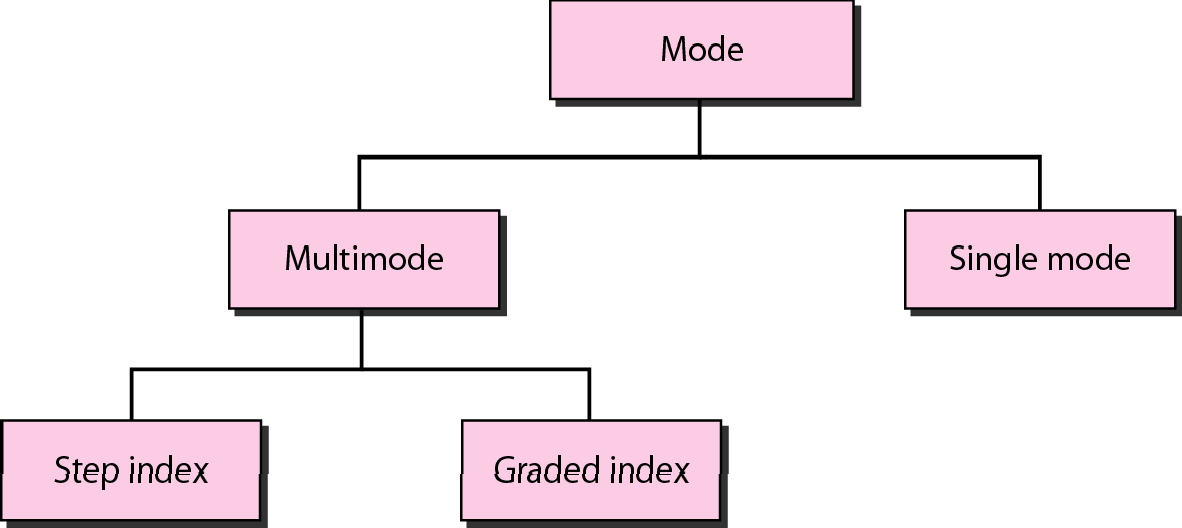 Mode
Multimode
Single mode
Step index
Graded index